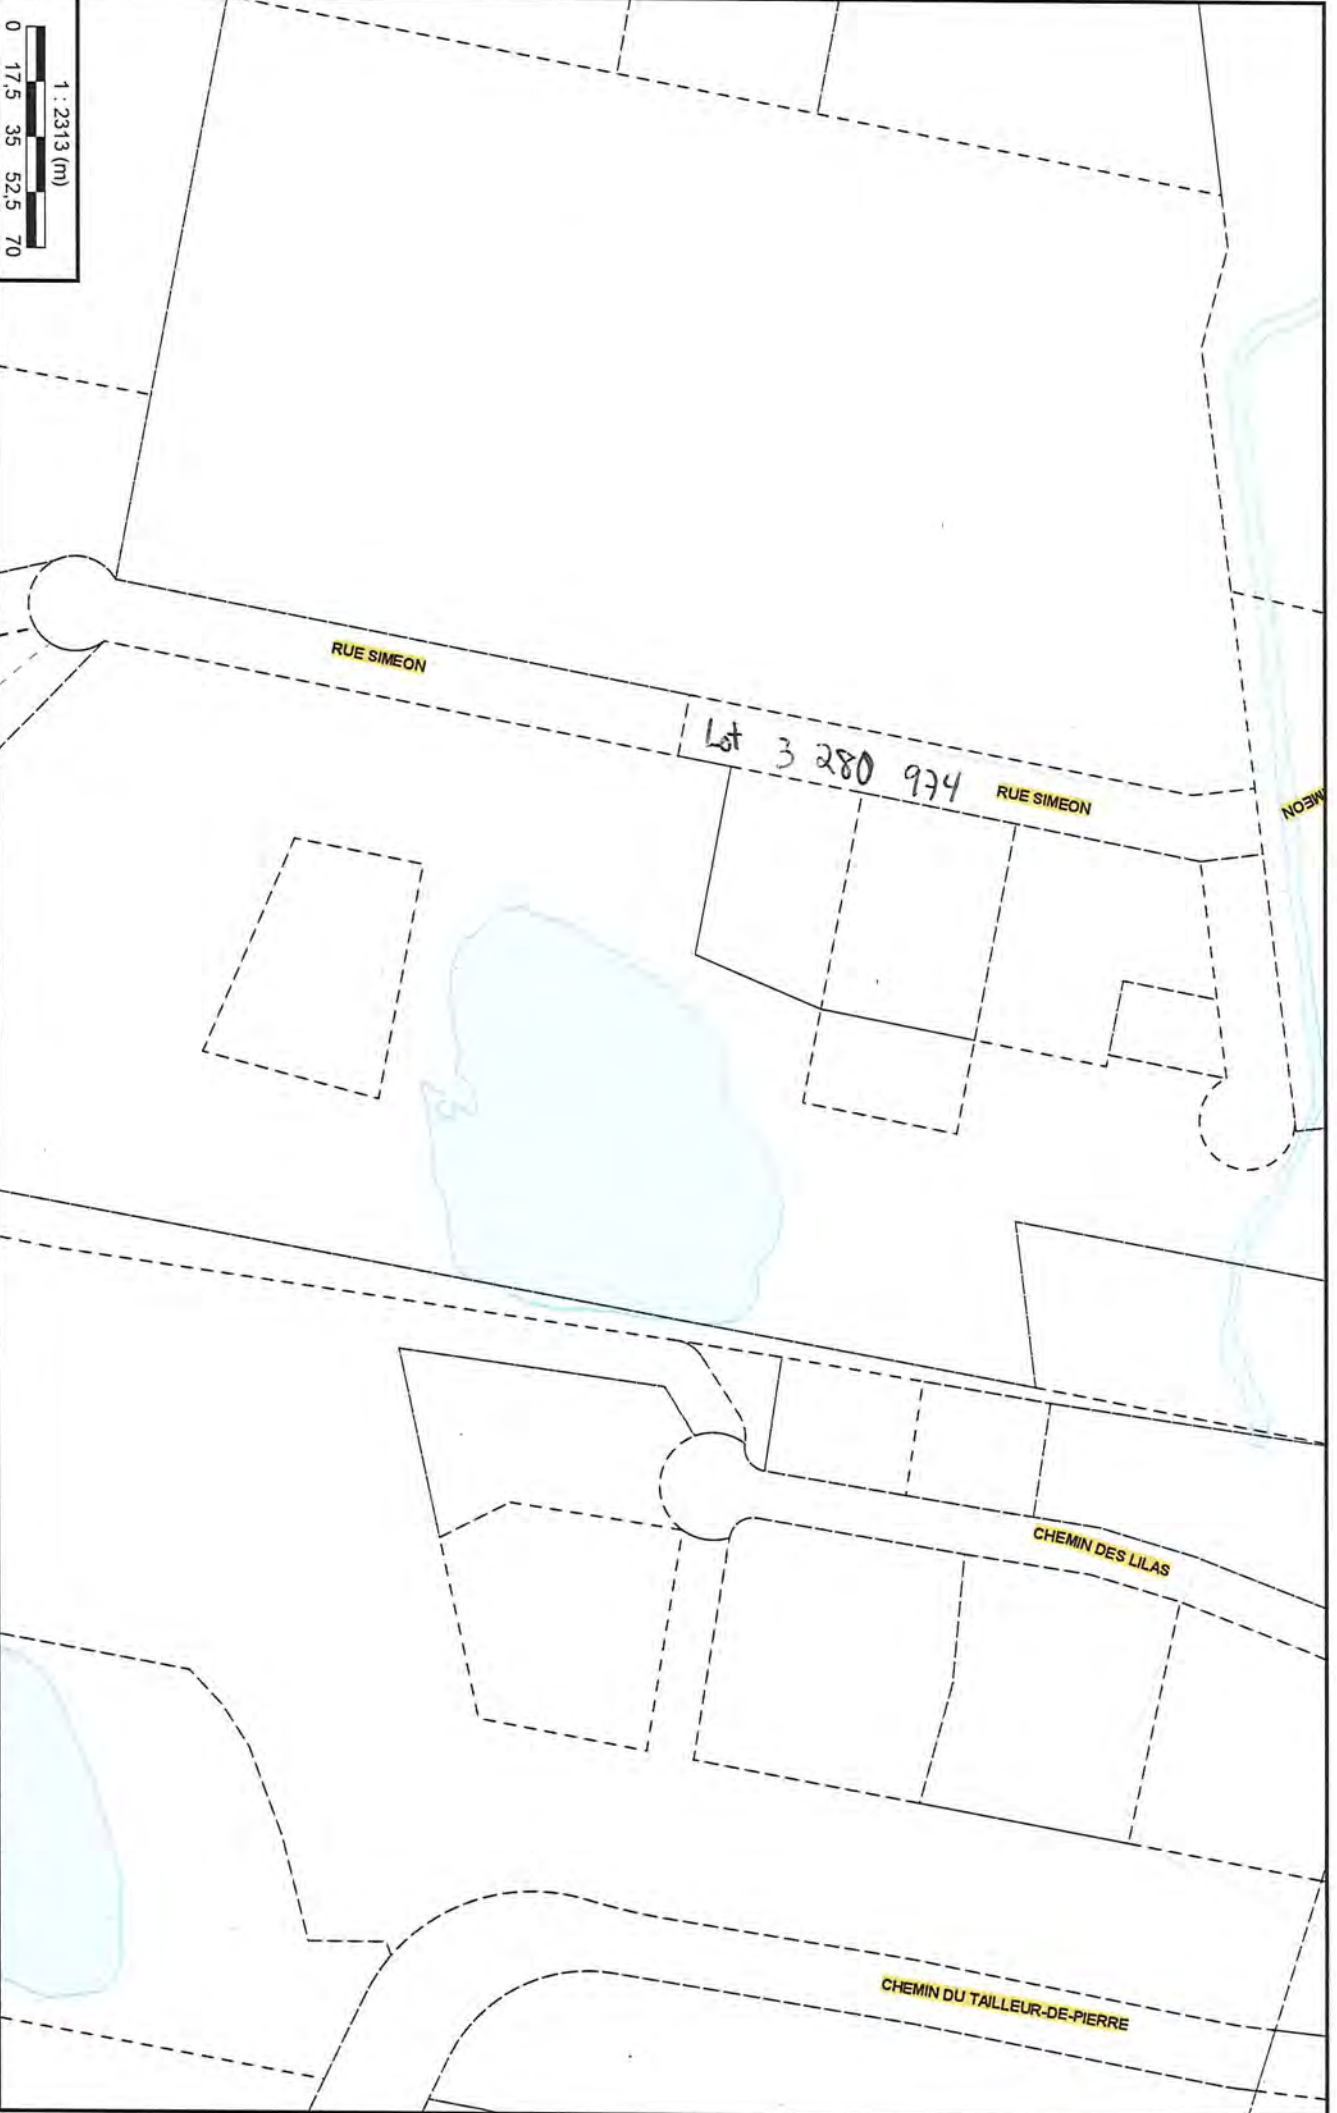 1 : 2313 (m)
0 17,5 35 52,5 70
RUE SIMEON
Lot 3 280 974
RUE SIMEON
MEON
CHEMIN DES LILAS
CHEMIN DU TAILLEUR-DE-PIERRE